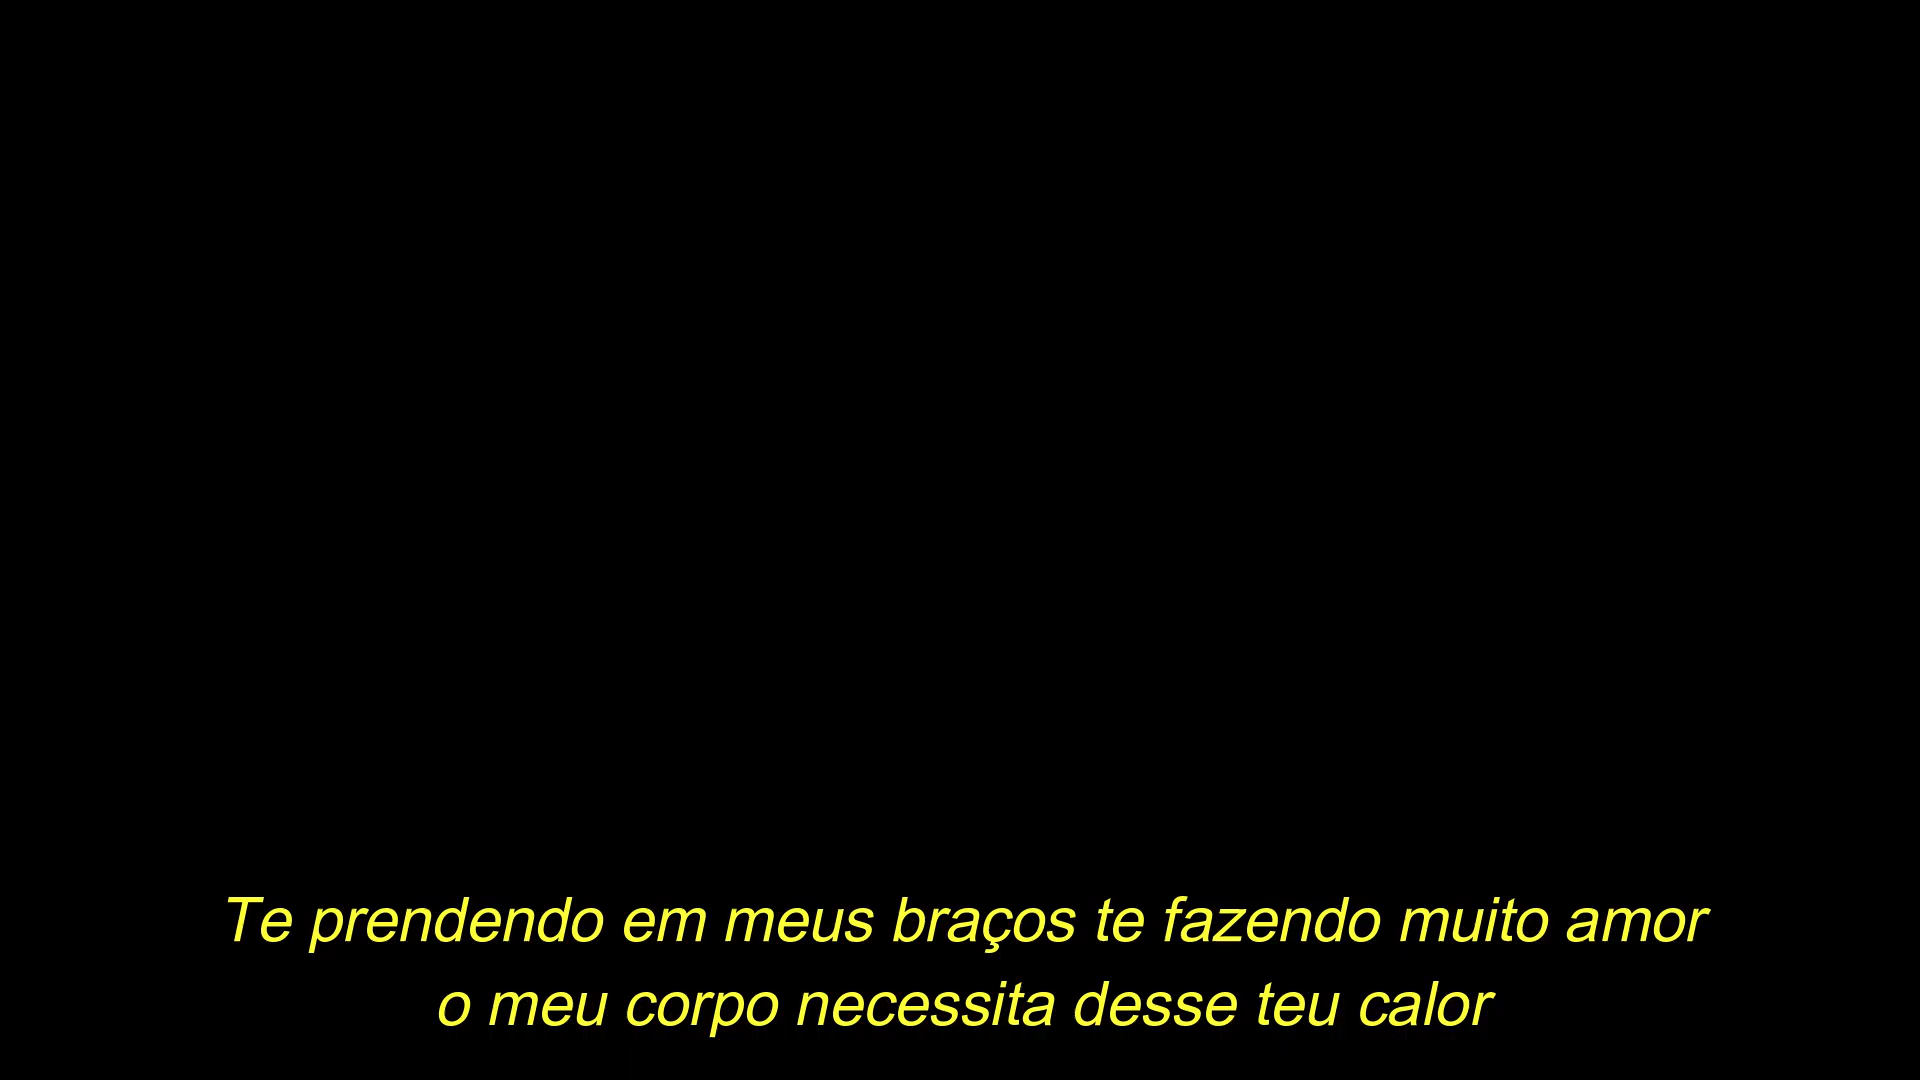 Te prendendo em meus braços te fazendo muito amor
o meu corpo necessita desse teu calor